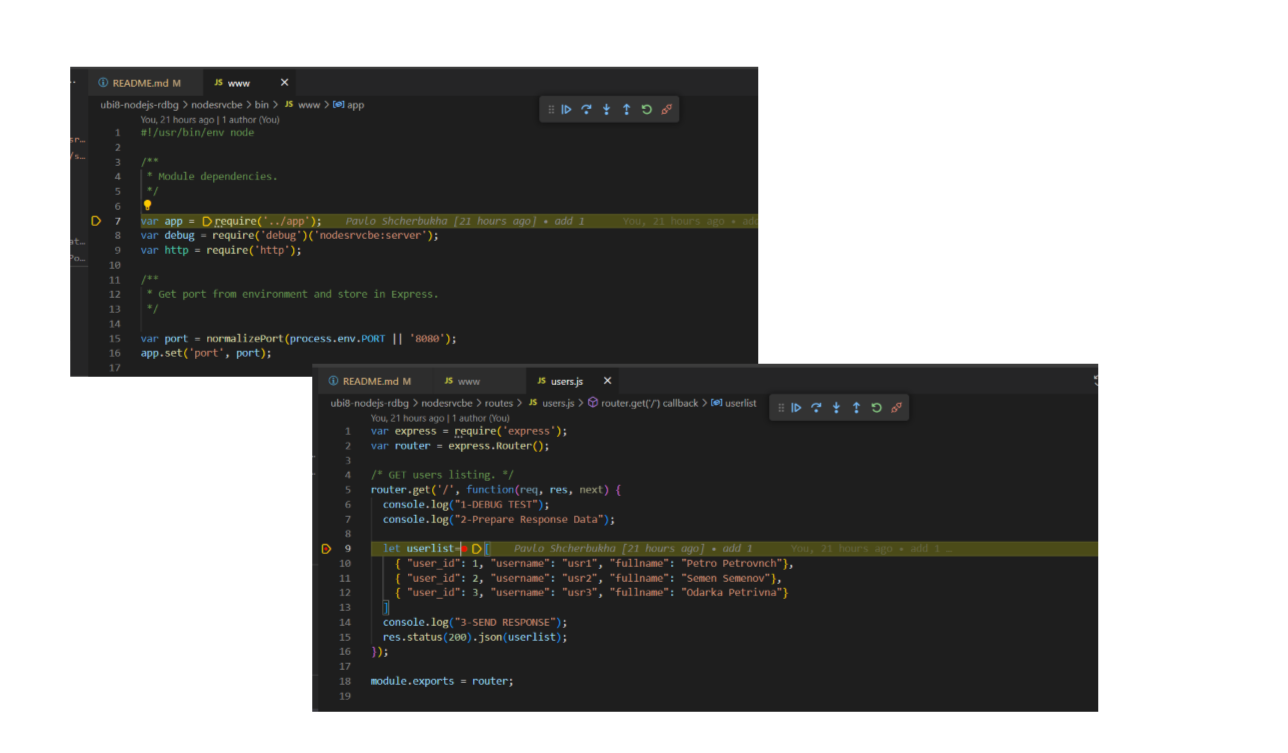 README.md M
JS www
ubi8-nodejs-rdbg > nodesrvcbe > bin > JS www > app
You, 21 hours ago | 1 author (You)
sr...
/s...
at...
Po...
1 #!/usr/bin/env node
2
3 /**
4 * Module dependencies.
5 */
6
7 var app = require('../app'); Pavlo Shcherbukha [21 hours ago] • add 1 You, 21 hours ago • add
8 var debug = require('debug')('nodesrvcbe:server');
9 var http = require('http');
10
11 /**
12 * Get port from environment and store in Express.
13 */
14
15 var port = normalizePort(process.env.PORT || '8080');
16 app.set('port', port);
17
README.md M
JS www
JS users.js
ubi8-nodejs-rdbg > nodesrvcbe > routes > JS users.js > router.get('/') callback > userlist
You, 21 hours ago | 1 author (You)
1 var express = require('express');
2 var router = express.Router();
3
4 /* GET users listing. */
5 router.get('/', function(req, res, next) {
6 console.log("1-DEBUG TEST");
7 console.log("2-Prepare Response Data");
8
9 let userlist= [ Pavlo Shcherbukha [21 hours ago] • add 1 You, 21 hours ago • add 1 …
10 { "user_id": 1, "username": "usr1", "fullname": "Petro Petrovnch"},
11 { "user_id": 2, "username": "usr2", "fullname": "Semen Semenov"},
12 { "user_id": 3, "username": "usr3", "fullname": "Odarka Petrivna"}
13 ]
14 console.log("3-SEND RESPONSE");
15 res.status(200).json(userlist);
16 });
17
18 module.exports = router;
19